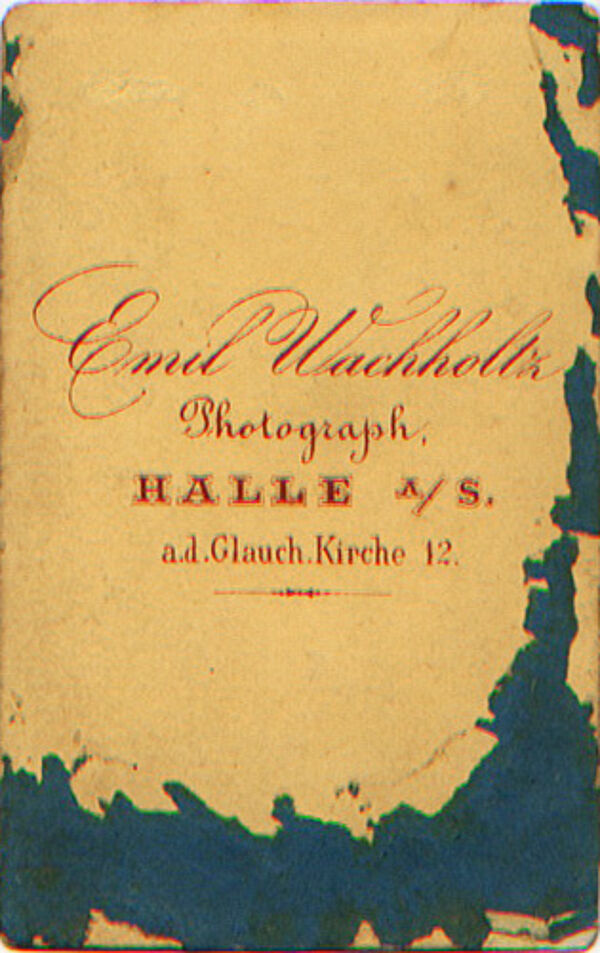 Emil Wachholtz
Photograph,
HALLE A/S.
a.d.Glauch.Kirche 12.